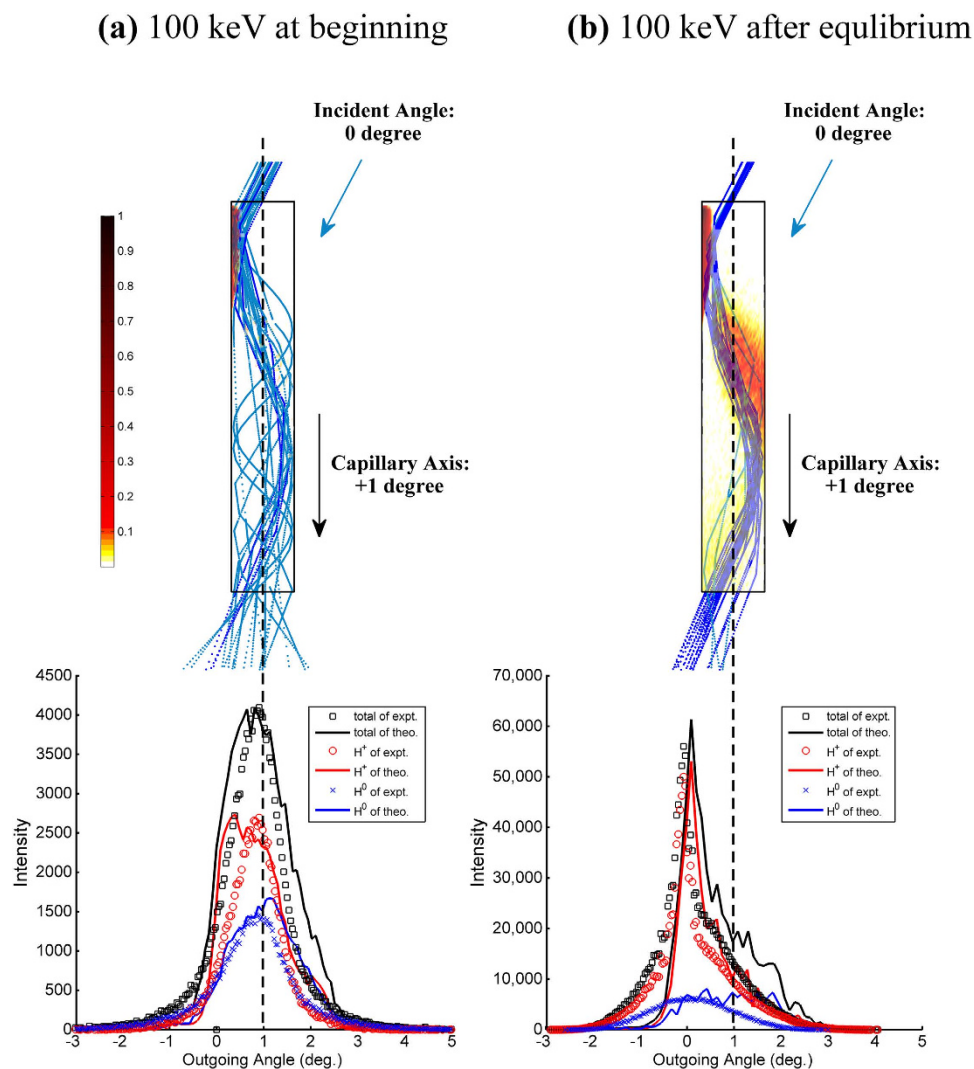 (a) 100 keV at beginning
(b) 100 keV after equlibrium
Incident Angle:
0 degree
Incident Angle:
0 degree
1
0.9
0.8
0.7
0.6
0.5
0.4
0.3
0.2
0.1
Capillary Axis:
+1 degree
Capillary Axis:
+1 degree
4500
4000
3500
3000
2500
2000
1500
1000
500
0
Intensity
total of expt.
total of theo.
H⁺ of expt.
H⁺ of theo.
H⁰ of expt.
H⁰ of theo.
-3 -2 -1 0 1 2 3 4 5
Outgoing Angle (deg.)
70,000
60,000
50,000
40,000
30,000
20,000
10,000
0
Intensity
total of expt.
total of theo.
H⁺ of expt.
H⁺ of theo.
H⁰ of expt.
H⁰ of theo.
-3 -2 -1 0 1 2 3 4 5
Outgoing Angle (deg.)